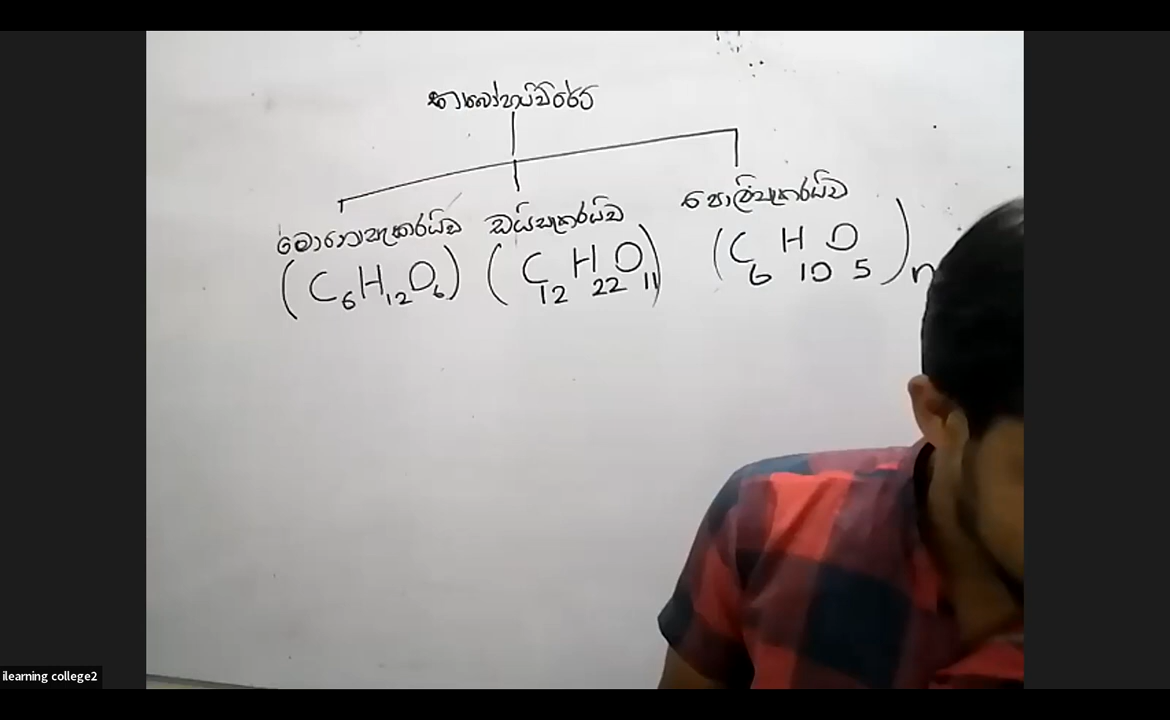 කාබෝහයිඩ්රේට
මොනොසැකරයිඩ ඩයිසැකරයිඩ පොලිසැකරයිඩ
(C₆H₁₂O₆) (C₁₂H₂₂O₁₁) (C₆H₁₀O₅)n
ilearning college2